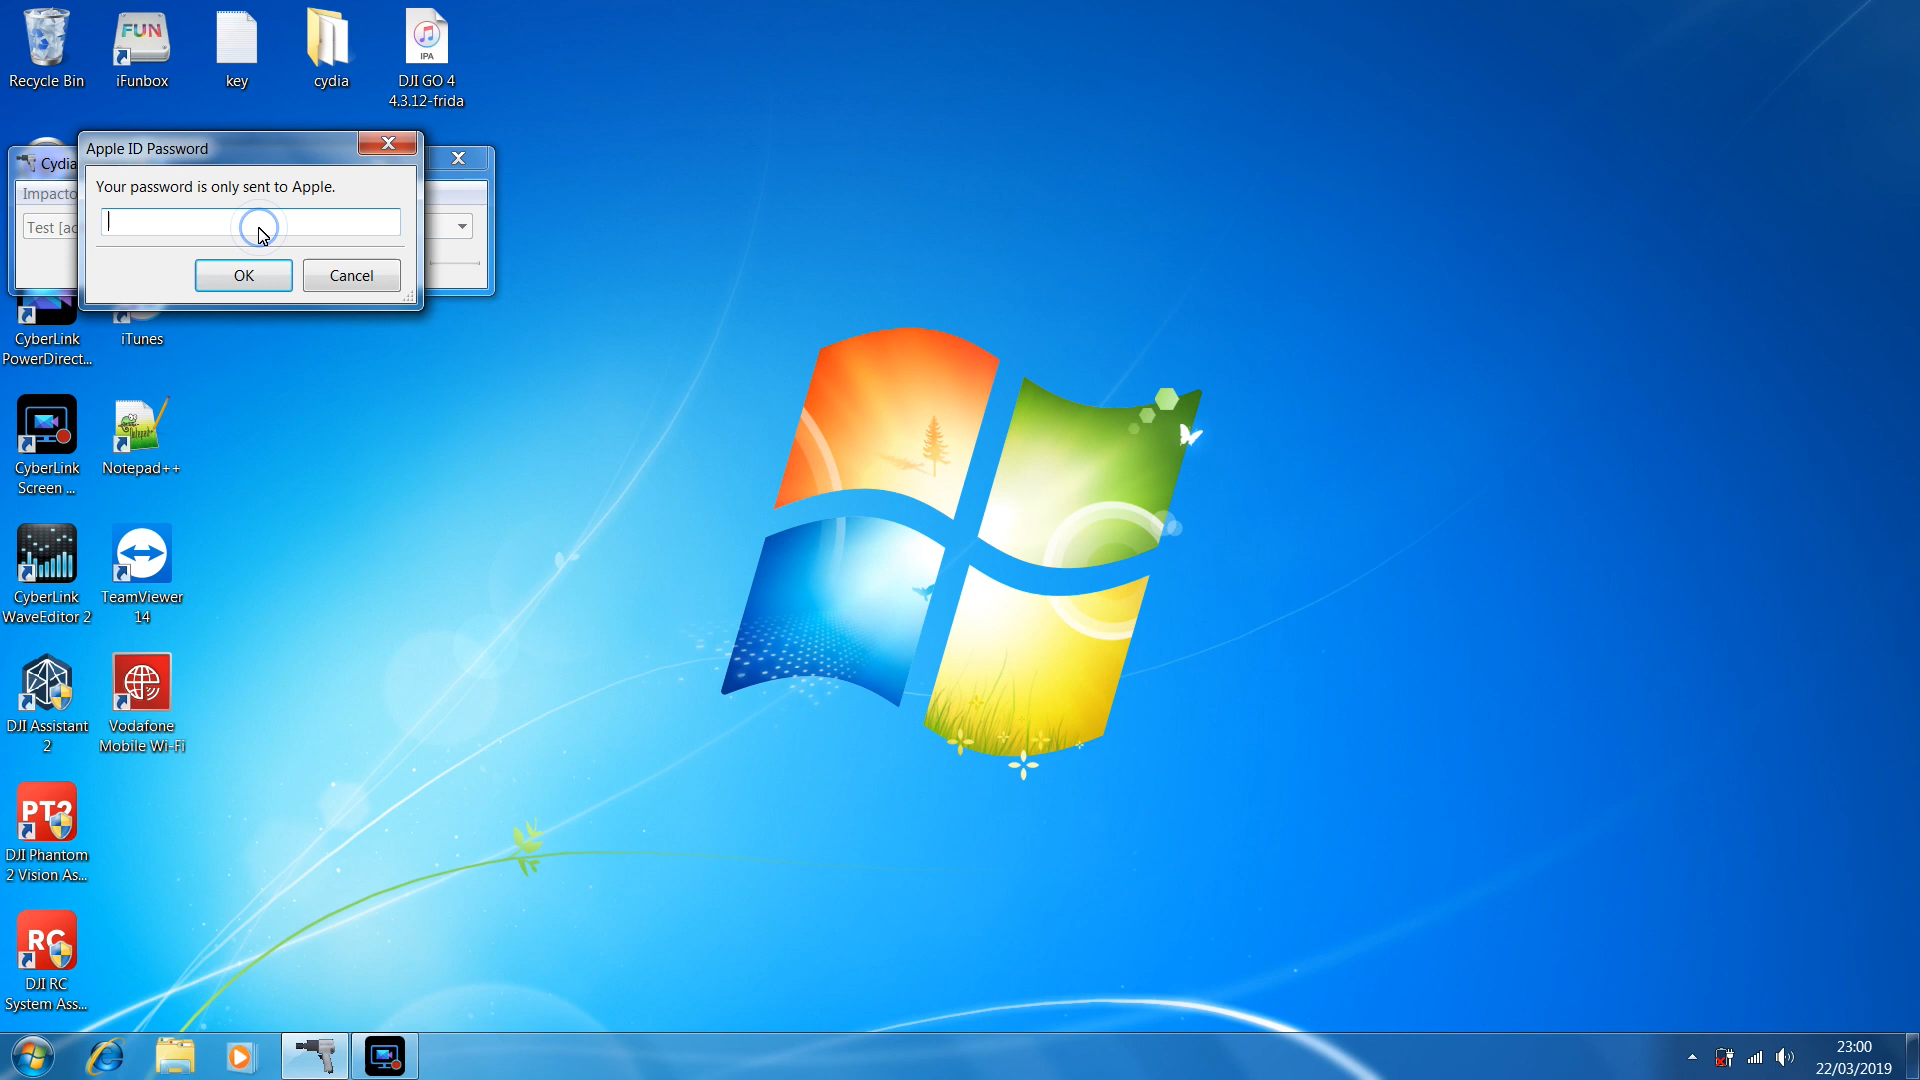 Recycle Bin
iFunbox
key
cydia
DJI GO 4
4.3.12-frida
FUN
IPA
Apple ID Password
Cydia
Impacto
Your password is only sent to Apple.
Test [ac
OK
Cancel
CyberLink
PowerDirect...
iTunes
CyberLink
Screen ...
Notepad++
CyberLink
WaveEditor 2
TeamViewer
14
DJI Assistant
2
Vodafone
Mobile Wi-Fi
PT2
DJI Phantom
2 Vision As...
RC
DJI RC
System Ass...
23:00
22/03/2019